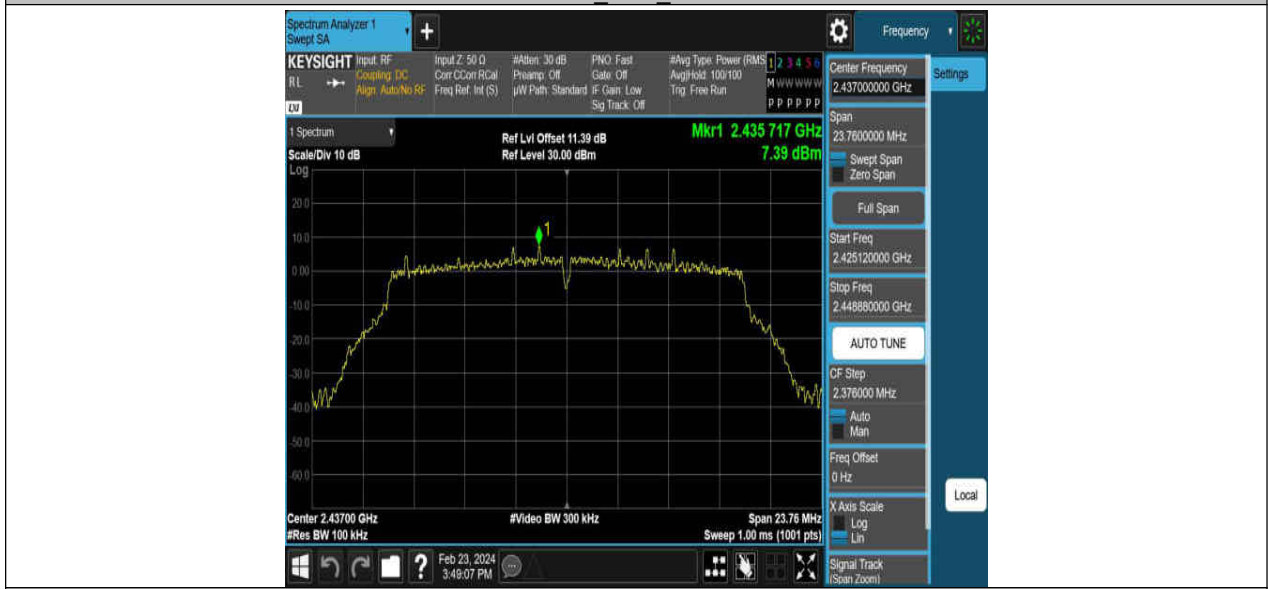 Spectrum Analyzer 1
Swept SA
+
Frequency
KEYSIGHT
RL
LXI
Input: RF
Coupling: DC
Align: Auto/No RF
Input Z: 50 Ω
Corr CCorr RCal
Freq Ref: Int (S)
#Atten: 30 dB
Preamp: Off
µW Path: Standard
PNO: Fast
Gate: Off
IF Gain: Low
Sig Track: Off
#Avg Type: Power (RMS
Avg|Hold: 100/100
Trig: Free Run
1 2 3 4 5 6
M W W W W W
P P P P P P
Center Frequency
2.437000000 GHz
Settings
1 Spectrum
Scale/Div 10 dB
Log
Ref Lvl Offset 11.39 dB
Ref Level 30.00 dBm
Mkr1 2.435 717 GHz
7.39 dBm
Span
23.7600000 MHz
Swept Span
Zero Span
Full Span
Start Freq
2.425120000 GHz
Stop Freq
2.448880000 GHz
AUTO TUNE
CF Step
2.376000 MHz
Auto
Man
Freq Offset
0 Hz
X Axis Scale
Log
Lin
Signal Track
(Span Zoom)
Local
1
20.0
10.0
0.00
-10.0
-20.0
-30.0
-40.0
-50.0
-60.0
Center 2.43700 GHz
#Res BW 100 kHz
#Video BW 300 kHz
Span 23.76 MHz
Sweep 1.00 ms (1001 pts)
?
Feb 23, 2024
3:49:07 PM